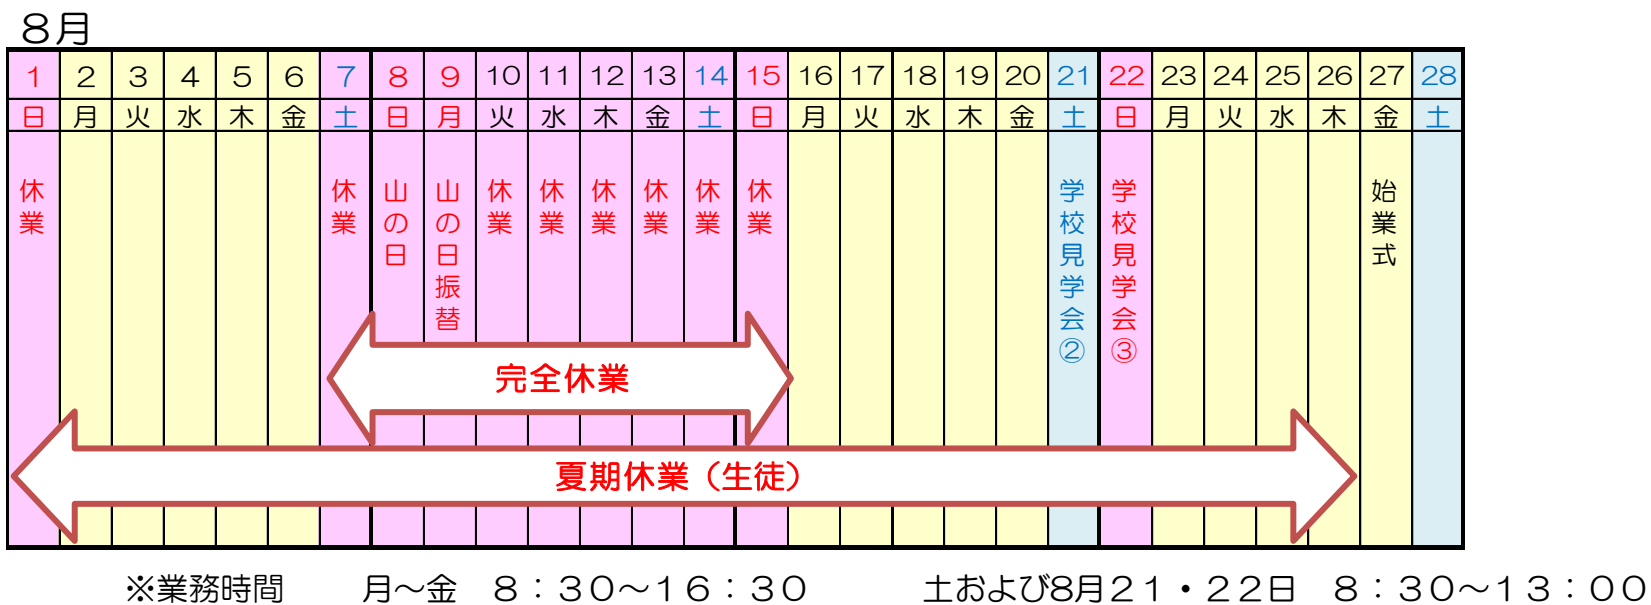 ８月
1 2 3 4 5 6 7 8 9 10 11 12 13 14 15 16 17 18 19 20 21 22 23 24 25 26 27 28
日 月 火 水 木 金 土 日 月 火 水 木 金 土 日 月 火 水 木 金 土 日 月 火 水 木 金 土
休業
休業
山の日
山の日振替
休業
休業
休業
休業
休業
休業
学校見学会②
学校見学会③
始業式
完全休業
夏期休業（生徒）
※業務時間　月～金　８：３０～１６：３０　土および8月２１・２２日　８：３０～１３：００